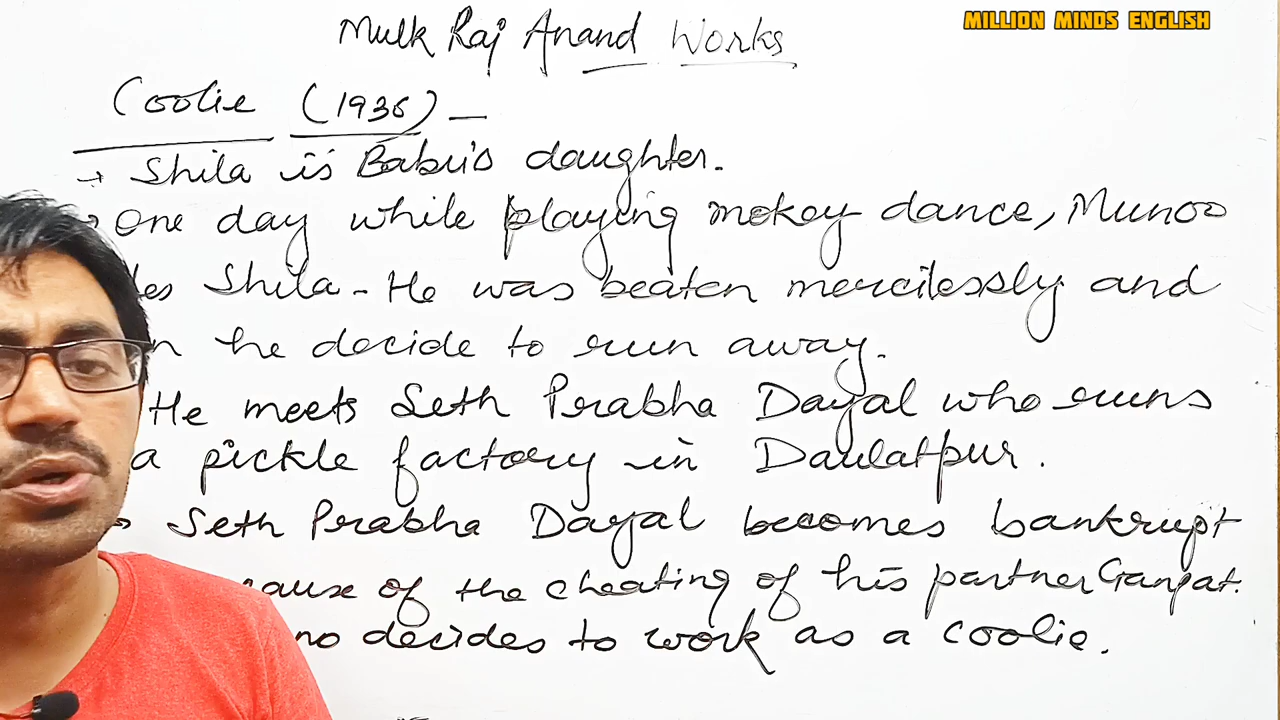 Mulk Raj Anand Works
MILLION MINDS ENGLISH
Coolie (1936) —
→ Shila is Babu's daughter.
One day while playing mokey dance, Munoo
Shila - He was beaten mercilessly and
he decide to run away.
He meets Seth Prabha Dayal who runs
a pickle factory in Daulatpur.
Seth Prabha Dayal becomes bankrupt
of the cheating of his partner Ganpat.
decides to work as a coolie.